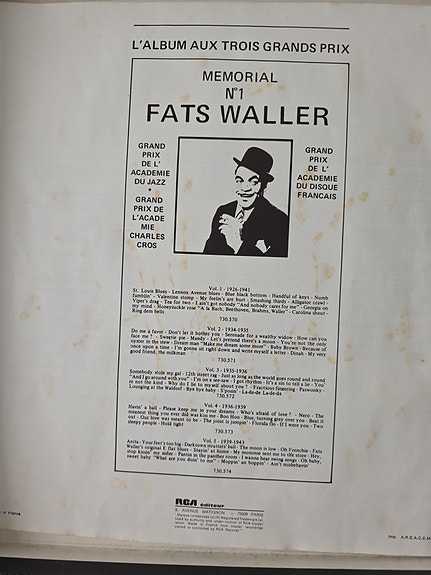 L'ALBUM AUX TROIS GRANDS PRIX
MEMORIAL
N°1
FATS WALLER
GRAND
PRIX
DE L'
ACADEMIE
DU JAZZ
•
GRAND
PRIX DE
L'ACADE
MIE
CHARLES
CROS
GRAND
PRIX
DE L'
ACADEMIE
DU DISQUE
FRANCAIS
Vol. 1 - 1926-1941
St. Louis Blues - Lennox Avenue blues - Blue black bottom - Handful of keys - Numb
fumblin' - Valentine stomp - My feelin's are hurt - Smashing thirds - Alligator crawl -
Viper's drag - Tea for two - I ain't got nobody "And nobody cares for me" - Georgia on
my mind - Honeysuckle rose "A la Bach, Beethoven, Brahms, Waller" - Carolina shout -
Ring dem bells
730.570
Vol. 2 - 1934-1935
Do me a favor - Don't let it bother you - Serenade for a wealthy widow - How can you
face me ? - Sweetie pie - Mandy - Let's pretend there's a moon - You're not the only
oyster in the stew - Dream man "Make me dream some more" - Baby Brown - Because of
once upon a time - I'm gonna sit right down and write myself a letter - Dinah - My very
good friend, the milkman
730.571
Vol. 3 - 1935-1936
Somebody stole my gal - 12th street rag - Just as long as the world goes round and round
"And I go around with you" - I'm on a see-saw - I got rhythm - It's a sin to tell a lie - You're
not the kind - Why do I lie to myself about you ? - Fractious fingering - Paswonky -
Lounging at the Waldorf - Bye bye baby - S'posin' - La-de-de La-de-da
730.572
Vol. 4 - 1936-1939
Havin' a ball - Please keep me in your dreams - Who's afraid of love ? - Nero - The
meanest thing you ever did was kiss me - Boo Hoo - Blue, turning grey over you - Beat it
out - Our love was meant to be - The joint is jumpin' - Florida flo - If I were you - Two
sleepy people - Hold tight
730.573
Vol. 5 - 1939-1943
Anita - Your feet's too big - Darktown strutters' ball - The moon is low - Oh Frenchie - Fats
Waller's original E flat blues - Stayin' at home - My mommie sent me to the store - Hey,
stop kissin' my sister - Pantin' in the panther room - I wanna hear swing songs - Oh baby,
sweet baby "What are you doin' to me" - Moppin' an boppin' - Ain't misbehavin'
730.574
RCA éditeur
9, AVENUE MATIGNON - 75008 PARIS
Imp. A.R.E.A.C.E.M.